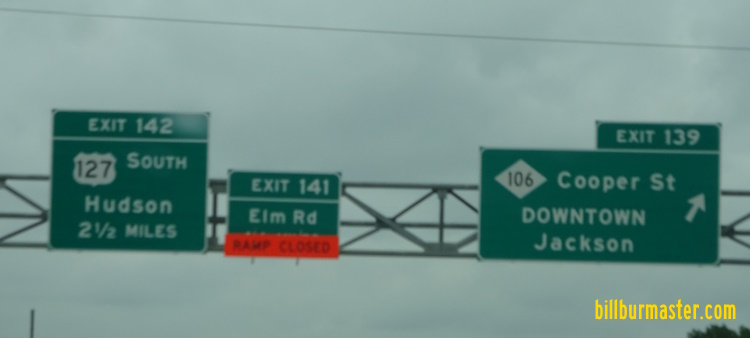 EXIT 142
127 SOUTH
Hudson
2½ MILES
EXIT 141
Elm Rd
RAMP CLOSED
EXIT 139
106 Cooper St
DOWNTOWN
Jackson
billburmaster.com